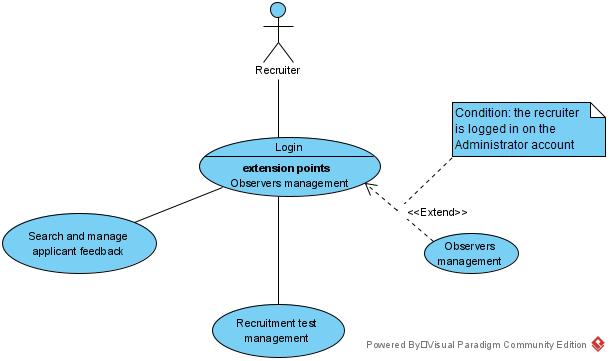 Recruiter
Login
extension points
Observers management
Condition: the recruiter
is logged in on the
Administrator account
<<Extend>>
Search and manage
applicant feedback
Observers
management
Recruitment test
management
Powered By Visual Paradigm Community Edition